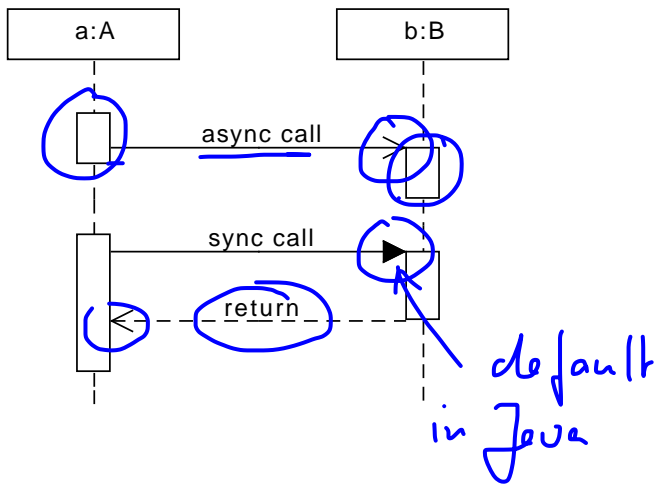 a:A
b:B
async call
sync call
return
default
in Java